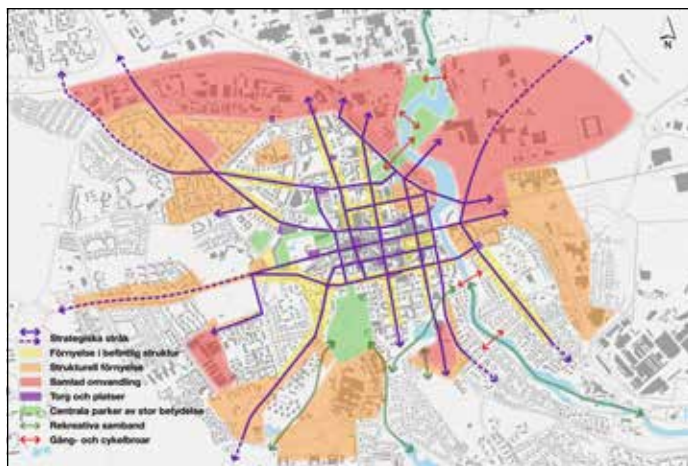 N
Strategiska stråk
Förnyelse i befintlig struktur
Strukturell förnyelse
Samlad omvandling
Torg och platser
Centrala parker av stor betydelse
Rekreativa samband
Gång- och cykelbroar